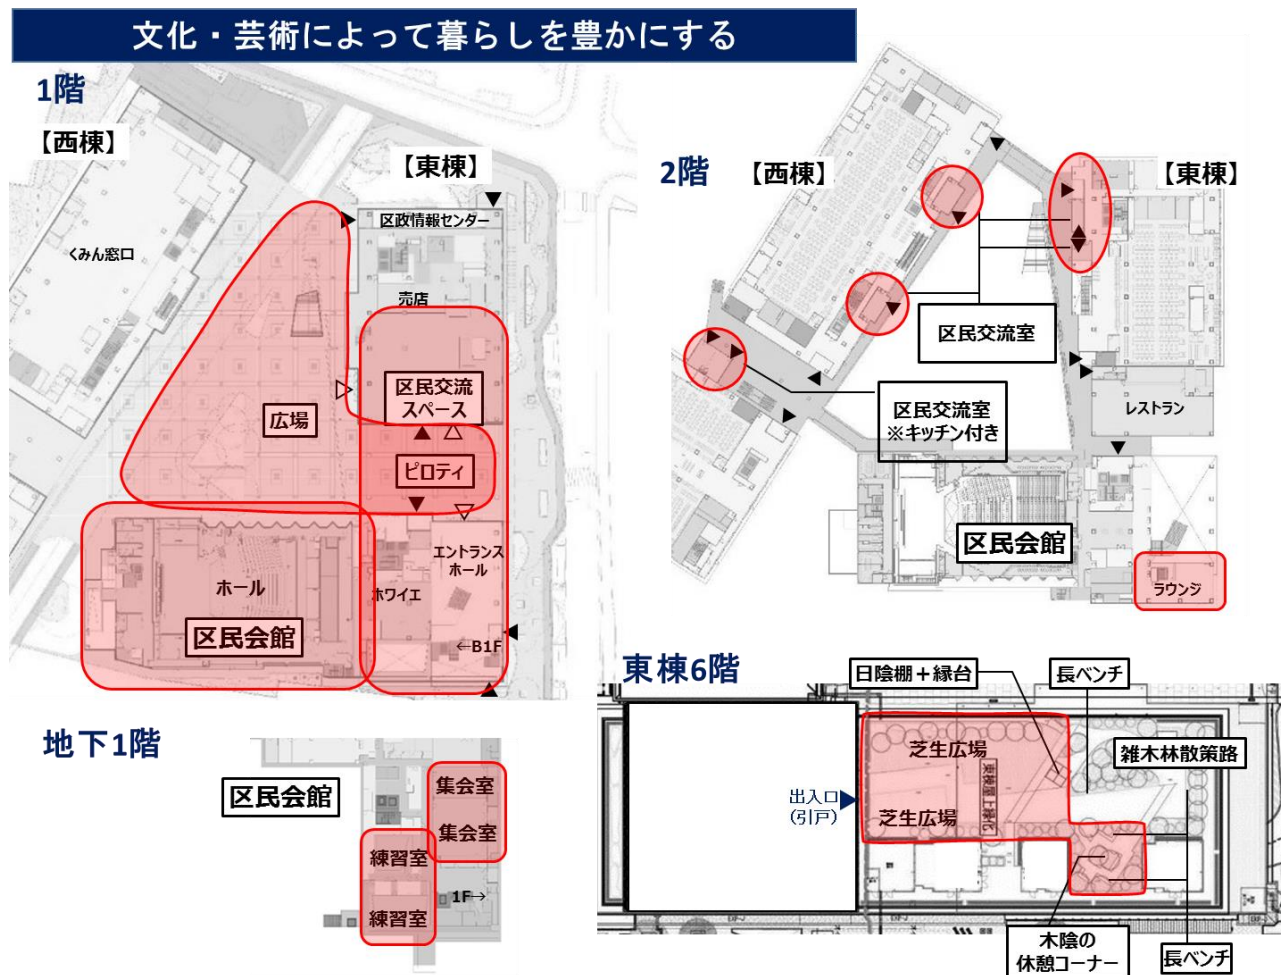 文化・芸術によって暮らしを豊かにする
1階
【西棟】
【東棟】
区政情報センター
くみん窓口
売店
区民交流
スペース
広場
ピロティ
エントランス
ホール
ホワイエ
ホール
区民会館
←B1F
2階
【西棟】
【東棟】
区民交流室
区民交流室
※キッチン付き
レストラン
区民会館
ラウンジ
地下1階
区民会館
集会室
集会室
練習室
練習室
1F→
東棟6階
日陰棚+縁台
長ベンチ
芝生広場
雑木林散策路
東棟屋上緑化
出入口
(引戸)
芝生広場
木陰の
休憩コーナー
長ベンチ